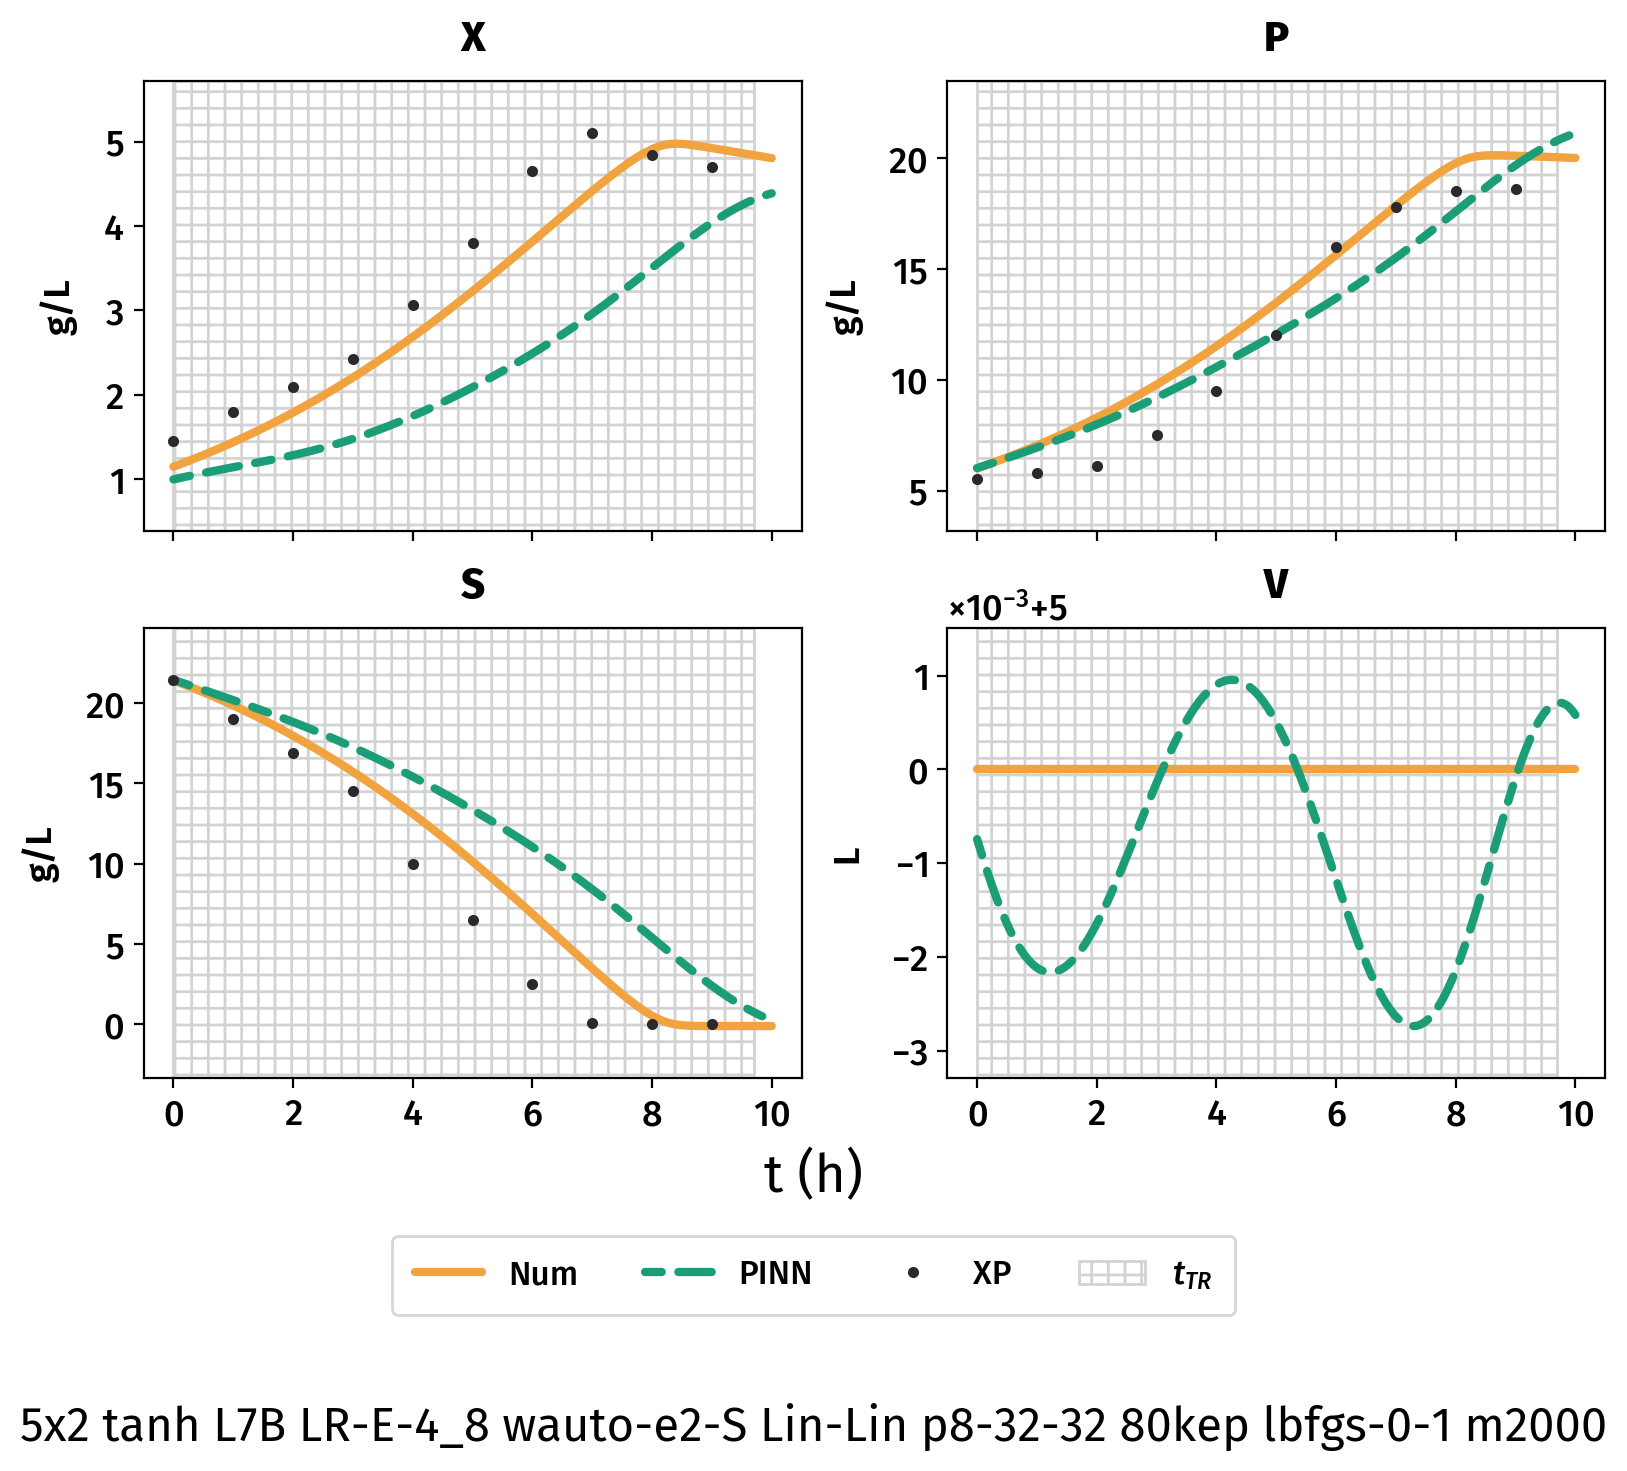 X
P
5
4
3
2
1
g/L
20
15
10
5
g/L
S
V
×10⁻³+5
20
15
10
5
0
g/L
1
0
−1
−2
−3
L
0 2 4 6 8 10
0 2 4 6 8 10
t (h)
Num PINN XP t_TR
5x2 tanh L7B LR-E-4_8 wauto-e2-S Lin-Lin p8-32-32 80kep lbfgs-0-1 m2000